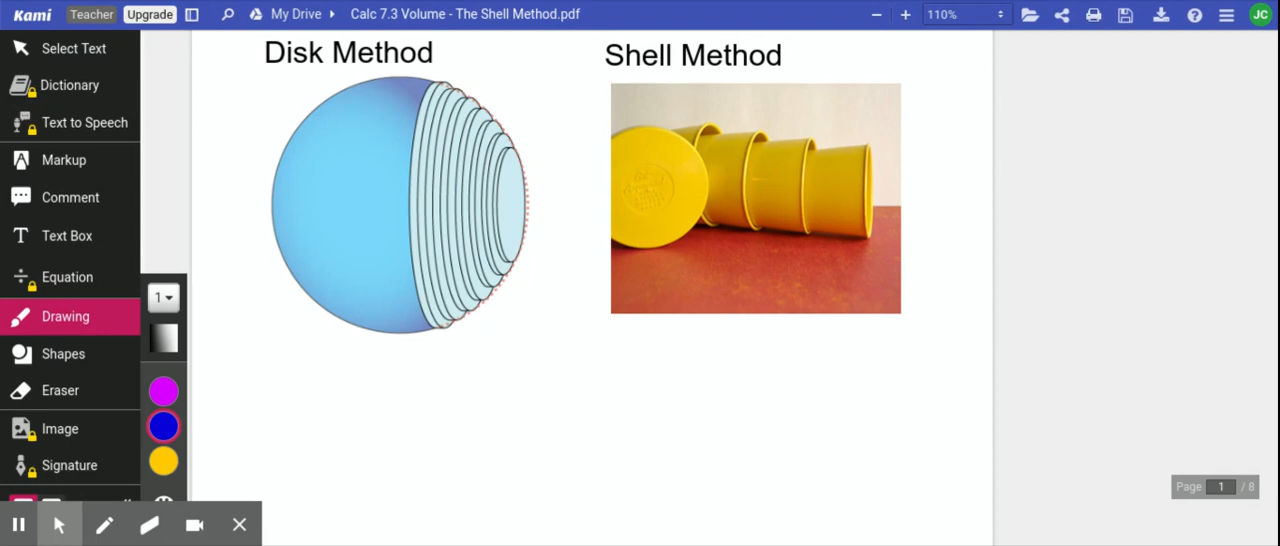 Kami Teacher Upgrade My Drive Calc 7.3 Volume - The Shell Method.pdf 110% JC
Select Text
Dictionary
Text to Speech
Markup
Comment
Text Box
Equation
Drawing
Shapes
Eraser
Image
Signature
1
Disk Method
Shell Method
Page 1 / 8